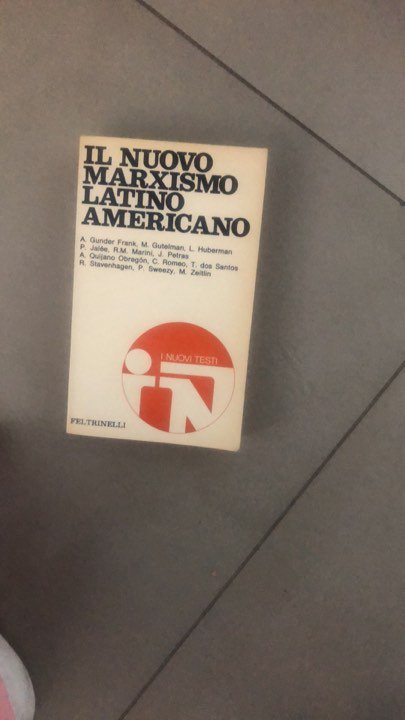 IL NUOVO
MARXISMO
LATINO
AMERICANO
A. Gunder Frank, M. Gutelman, L. Huberman
P. Jalée, R.M. Marini, J. Petras
A. Quijano Obregón, C. Romeo, T. dos Santos
R. Stavenhagen, P. Sweezy, M. Zeitlin
I NUOVI TESTI
iN
FELTRINELLI